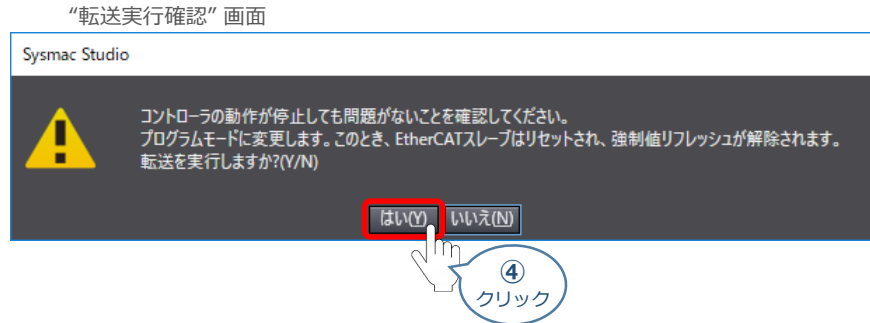 “転送実行確認” 画面
Sysmac Studio
コントローラの動作が停止しても問題がないことを確認してください。
プログラムモードに変更します。このとき、EtherCATスレーブはリセットされ、強制値リフレッシュが解除されます。
転送を実行しますか?(Y/N)
はい(Y) いいえ(N)
④
クリック